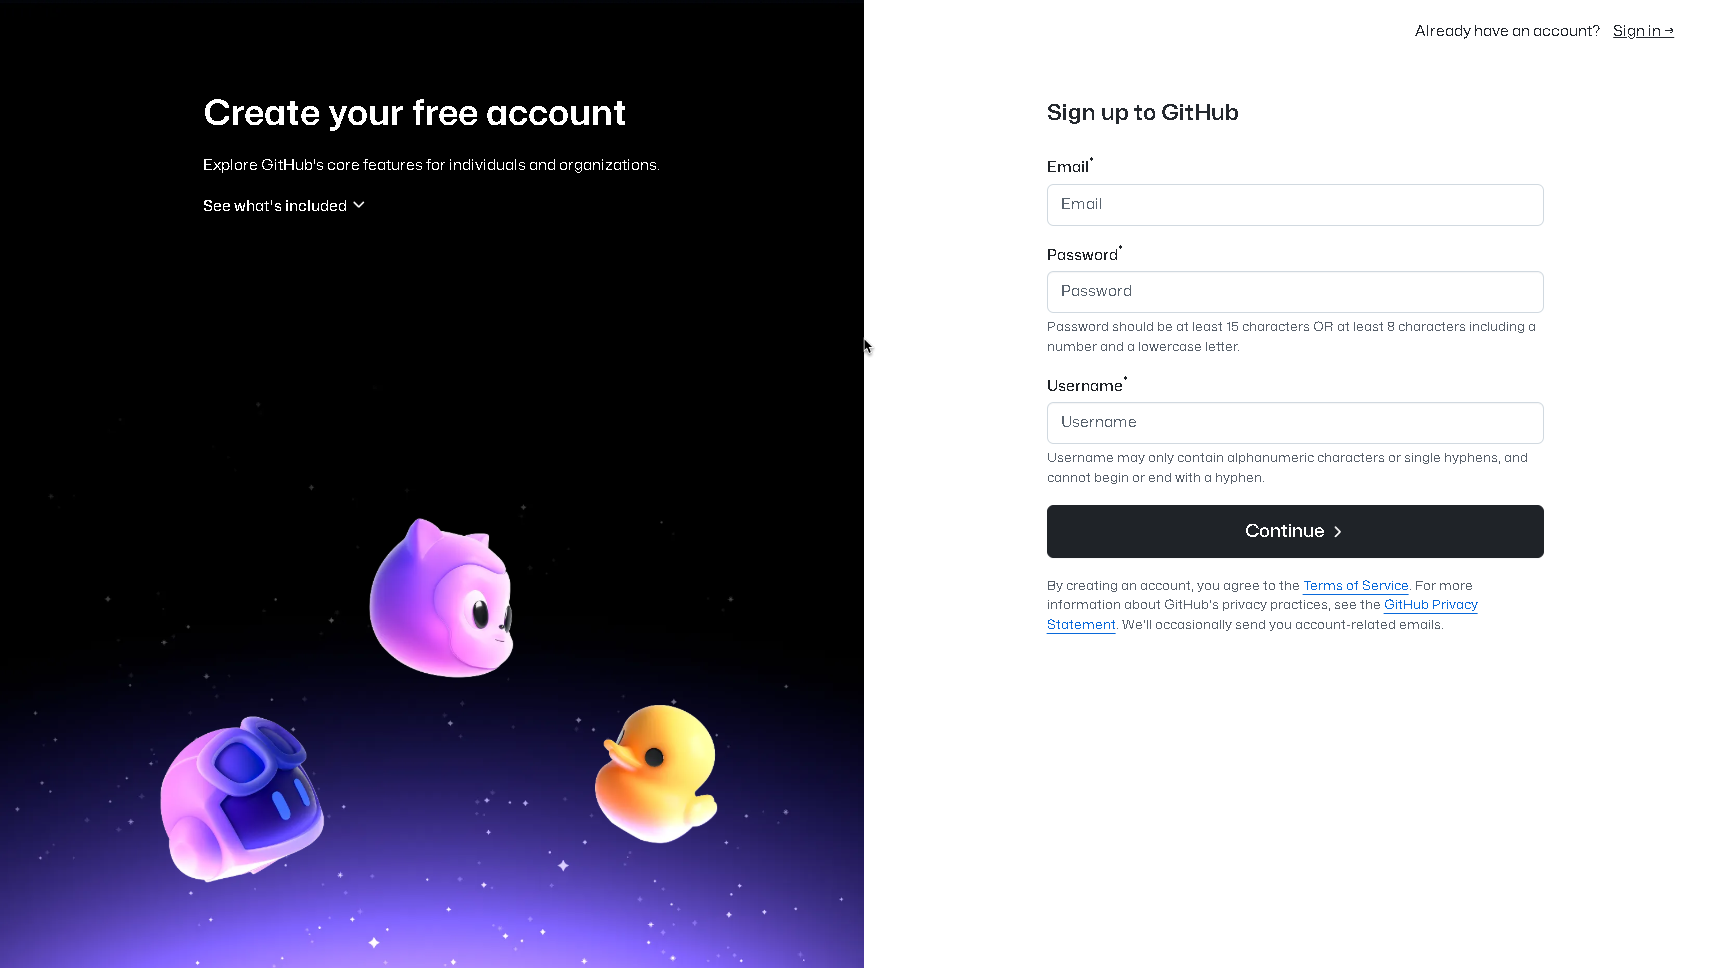 Create your free account
Explore GitHub's core features for individuals and organizations.
See what's included
Already have an account? Sign in →
Sign up to GitHub
Email*
Email
Password*
Password
Password should be at least 15 characters OR at least 8 characters including a
number and a lowercase letter.
Username*
Username
Username may only contain alphanumeric characters or single hyphens, and
cannot begin or end with a hyphen.
Continue
By creating an account, you agree to the Terms of Service. For more
information about GitHub's privacy practices, see the GitHub Privacy
Statement. We'll occasionally send you account-related emails.